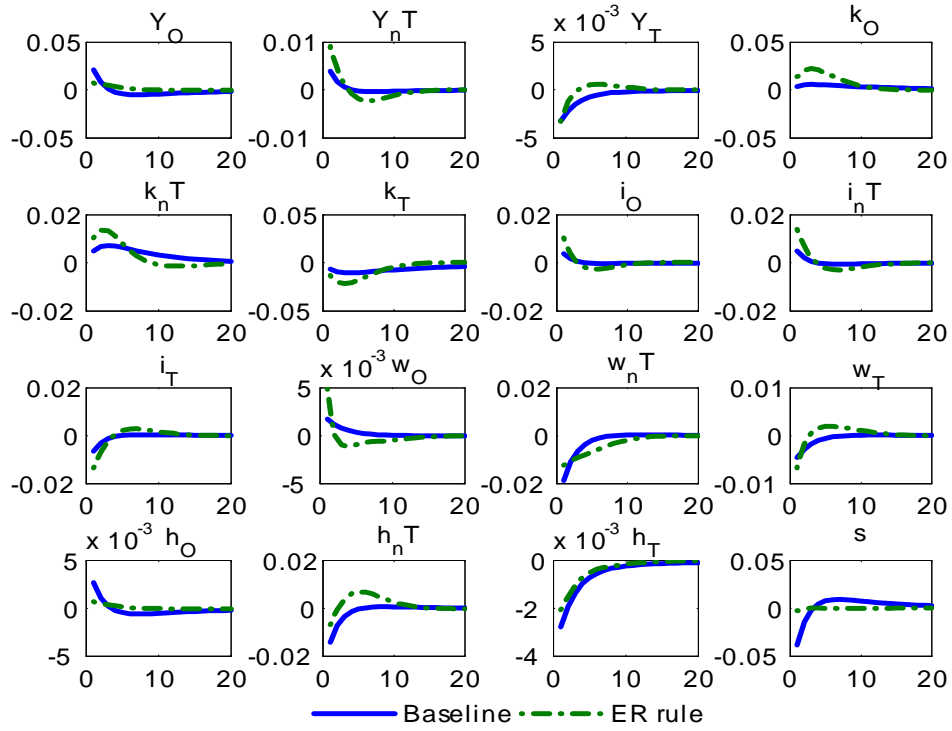 Y_O Y_nT x 10^-3 Y_T k_O
0.05 0.01 5 0.05
0 0 0 0
-0.05 -0.01 -5 -0.05
0 10 20 0 10 20 0 10 20 0 10 20
k_nT k_T i_O i_nT
0.02 0.05 0.02 0.02
0 0 0 0
-0.02 -0.05 -0.02 -0.02
0 10 20 0 10 20 0 10 20 0 10 20
i_T x 10^-3 w_O w_nT w_T
0.02 5 0.02 0.01
0 0 0 0
-0.02 -5 -0.02 -0.01
0 10 20 0 10 20 0 10 20 0 10 20
x 10^-3 h_O h_nT x 10^-3 h_T s
5 0.02 0 0.05
0 0 -2 0
-5 -0.02 -4 -0.05
0 10 20 0 10 20 0 10 20 0 10 20
Baseline ER rule